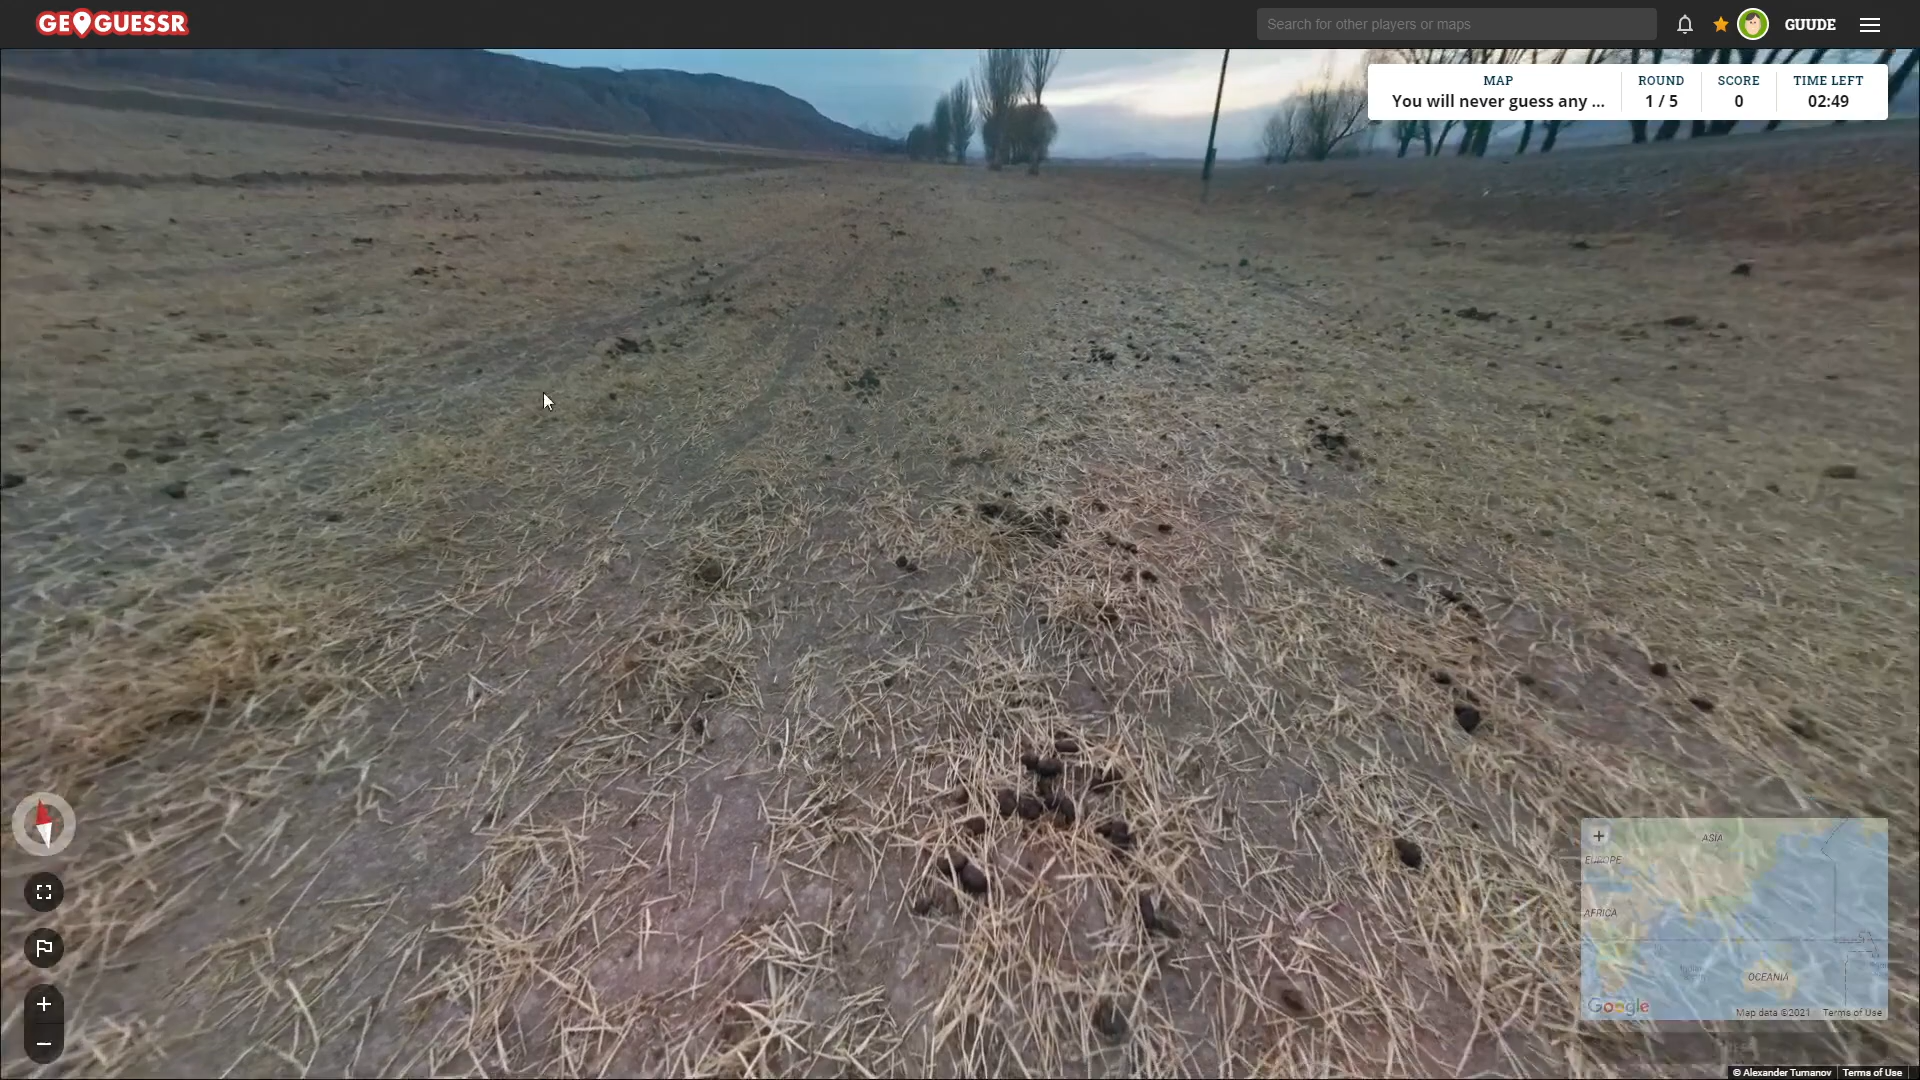 GEOGUESSR
Search for other players or maps
GUUDE
MAP
You will never guess any ...
ROUND
1 / 5
SCORE
0
TIME LEFT
02:49
ASIA
EUROPE
AFRICA
OCEANIA
Google
Map data ©2021
Terms of Use
© Alexander Tumanov
Terms of Use